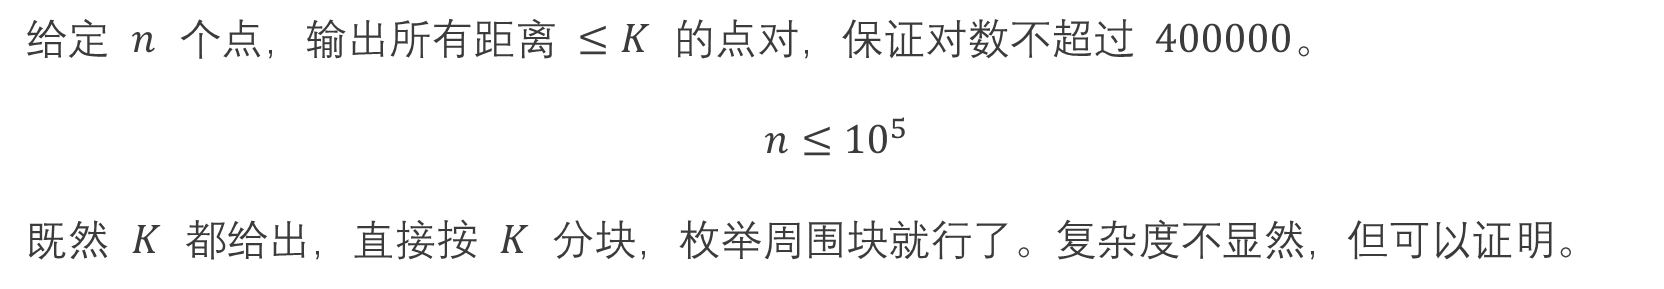 给定 n 个点，输出所有距离 ≤ K 的点对，保证对数不超过 400000。
n ≤ 10⁵
既然 K 都给出，直接按 K 分块，枚举周围块就行了。复杂度不显然，但可以证明。